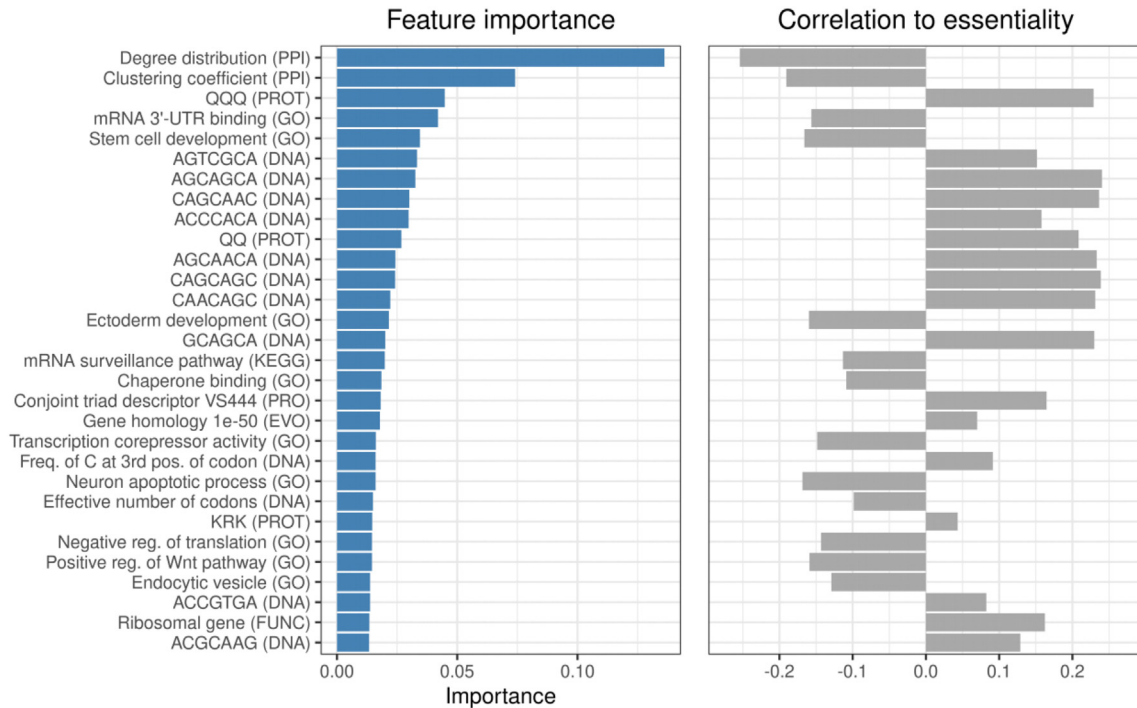 Feature importance
Correlation to essentiality
Degree distribution (PPI)
Clustering coefficient (PPI)
QQQ (PROT)
mRNA 3'-UTR binding (GO)
Stem cell development (GO)
AGTCGCA (DNA)
AGCAGCA (DNA)
CAGCAAC (DNA)
ACCCACA (DNA)
QQ (PROT)
AGCAACA (DNA)
CAGCAGC (DNA)
CAACAGC (DNA)
Ectoderm development (GO)
GCAGCA (DNA)
mRNA surveillance pathway (KEGG)
Chaperone binding (GO)
Conjoint triad descriptor VS444 (PRO)
Gene homology 1e-50 (EVO)
Transcription corepressor activity (GO)
Freq. of C at 3rd pos. of codon (DNA)
Neuron apoptotic process (GO)
Effective number of codons (DNA)
KRK (PROT)
Negative reg. of translation (GO)
Positive reg. of Wnt pathway (GO)
Endocytic vesicle (GO)
ACCGTGA (DNA)
Ribosomal gene (FUNC)
ACGCAAG (DNA)
0.00 0.05 0.10
-0.2 -0.1 0.0 0.1 0.2
Importance